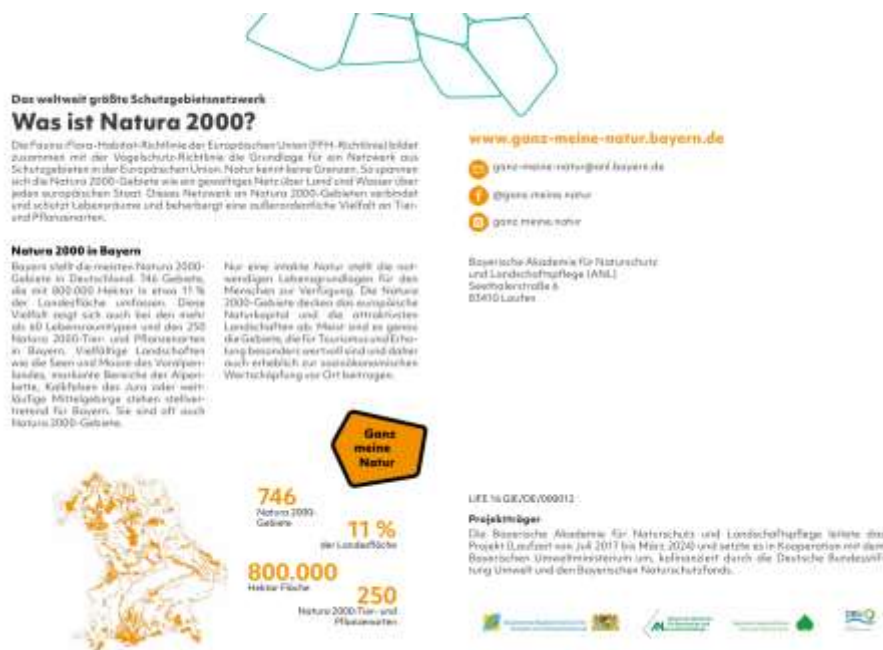 Das weltweit größte Schutzgebietsnetzwerk
Was ist Natura 2000?
Die Fauna-Flora-Habitat-Richtlinie der Europäischen Union (FFH-Richtlinie) bildet
zusammen mit der Vogelschutz-Richtlinie die Grundlage für ein Netzwerk aus
Schutzgebieten in der Europäischen Union. Natur kennt keine Grenzen. So spannen
sich die Natura 2000-Gebiete wie ein gewaltiges Netz über Land und Wasser über
jeden europäischen Staat. Dieses Netzwerk an Natura 2000-Gebieten verbindet
und schützt Lebensräume und beherbergt eine außerordentliche Vielfalt an Tier-
und Pflanzenarten.
Natura 2000 in Bayern
Bayern stellt die meisten Natura 2000-
Gebiete in Deutschland: 746 Gebiete,
die mit 800.000 Hektar in etwa 11 %
der Landesfläche umfassen. Diese
Vielfalt zeigt sich auch bei den mehr
als 60 Lebensraumtypen und den 250
Natura 2000-Tier- und Pflanzenarten
in Bayern. Vielfältige Landschaften
wie die Seen und Moore des Voralpen-
landes, markante Bereiche der Alpen-
kette, Kalkfelsen des Jura oder weit-
läufige Mittelgebirge stehen stellver-
tretend für Bayern. Sie sind oft auch
Natura 2000-Gebiete.
Nur eine intakte Natur stellt die not-
wendigen Lebensgrundlagen für den
Menschen zur Verfügung. Die Natura
2000-Gebiete decken das europäische
Naturkapital und die attraktivsten
Landschaften ab. Meist sind es genau
die Gebiete, die für Tourismus und Erho-
lung besonders wertvoll sind und daher
auch erheblich zur sozioökonomischen
Wertschöpfung vor Ort beitragen.
Ganz
meine
Natur
746
Natura 2000-
Gebiete
11 %
der Landesfläche
800.000
Hektar Fläche
250
Natura 2000-Tier- und
Pflanzenarten
www.ganz-meine-natur.bayern.de
ganz-meine-natur@anl.bayern.de
@ganz.meine.natur
ganz.meine.natur
Bayerische Akademie für Naturschutz
und Landschaftspflege (ANL)
Seethalerstraße 6
83410 Laufen
LIFE 16 GIE/DE/000012
Projektträger
Die Bayerische Akademie für Naturschutz und Landschaftspflege leitete das
Projekt (Laufzeit von Juli 2017 bis März 2024) und setzte es in Kooperation mit dem
Bayerischen Umweltministerium um, kofinanziert durch die Deutsche Bundesstif-
tung Umwelt und den Bayerischen Naturschutzfonds.
DBU